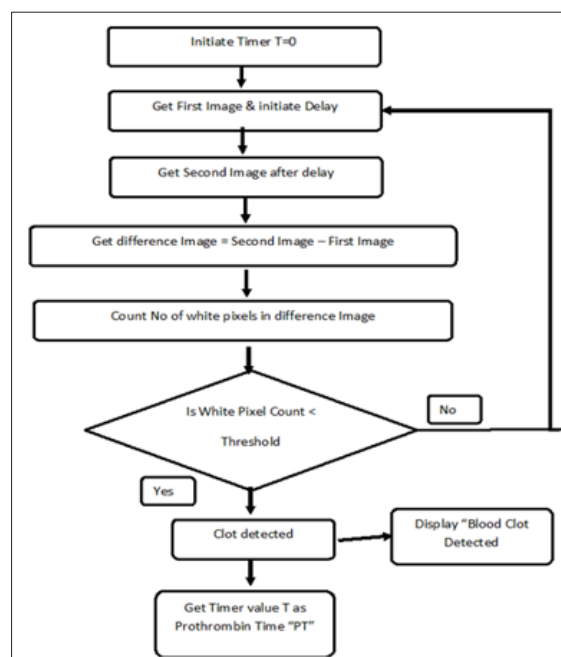 Initiate Timer T=0
Get First Image & initiate Delay
Get Second Image after delay
Get difference Image = Second Image – First Image
Count No of white pixels in difference Image
Is White Pixel Count <
Threshold
No
Yes
Clot detected
Display "Blood Clot
Detected
Get Timer value T as
Prothrombin Time "PT"